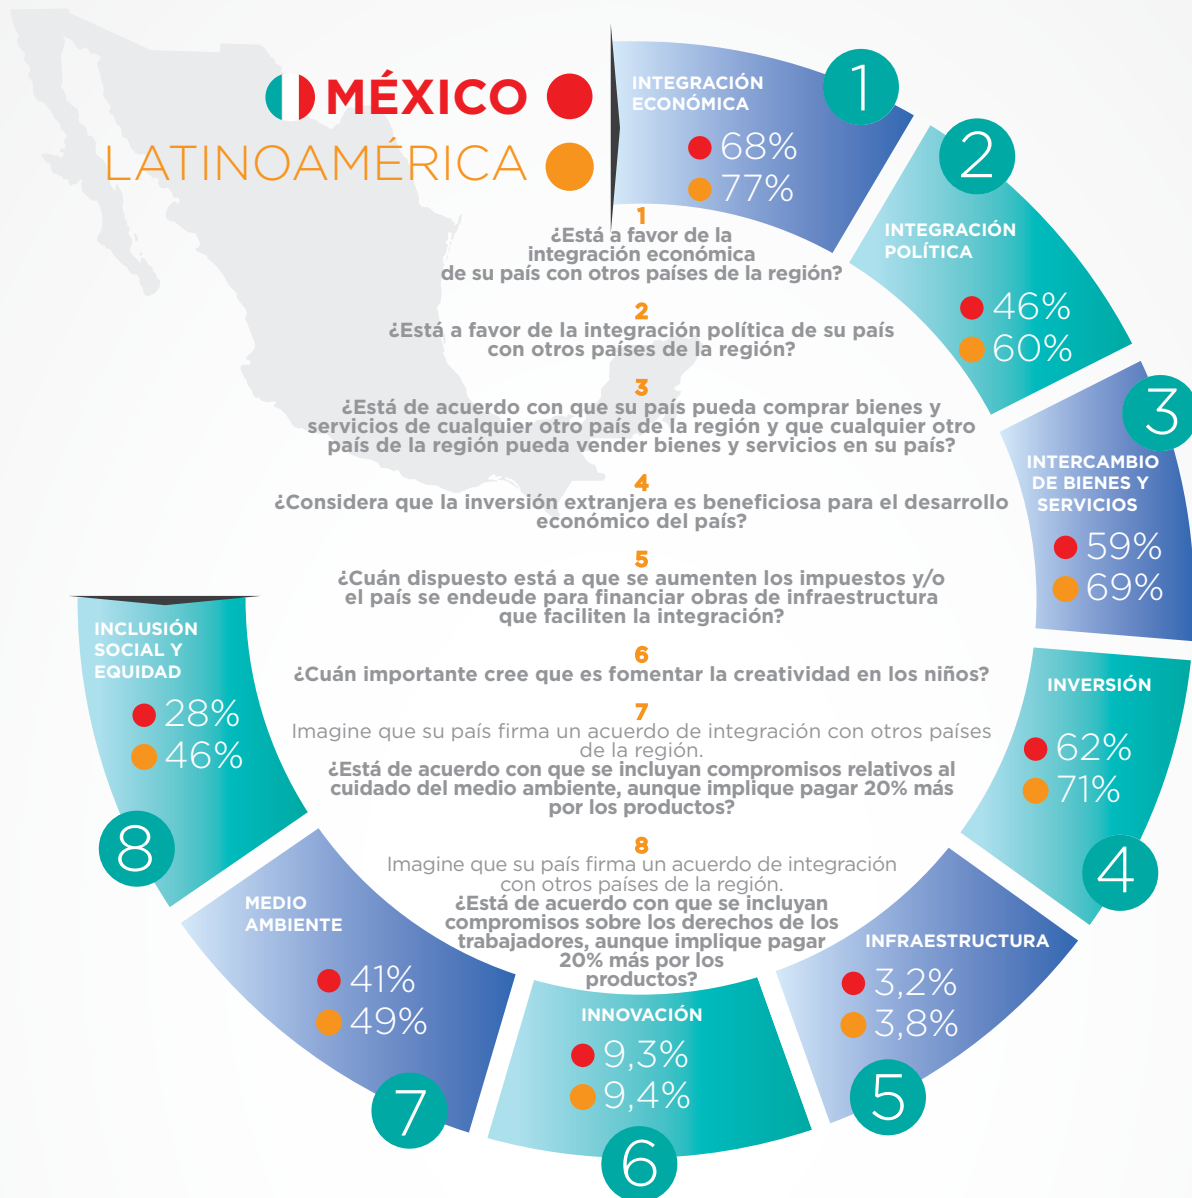 MÉXICO
LATINOAMÉRICA
INTEGRACIÓN
ECONÓMICA
68%
77%
1
2
INTEGRACIÓN
POLÍTICA
46%
60%
3
INTERCAMBIO
DE BIENES Y
SERVICIOS
59%
69%
INVERSIÓN
62%
71%
4
INFRAESTRUCTURA
3,2%
3,8%
5
INNOVACIÓN
9,3%
9,4%
6
MEDIO
AMBIENTE
41%
49%
7
INCLUSIÓN
SOCIAL Y
EQUIDAD
28%
46%
8
1
¿Está a favor de la
integración económica
de su país con otros países de la región?
2
¿Está a favor de la integración política de su país
con otros países de la región?
3
¿Está de acuerdo con que su país pueda comprar bienes y
servicios de cualquier otro país de la región y que cualquier otro
país de la región pueda vender bienes y servicios en su país?
4
¿Considera que la inversión extranjera es beneficiosa para el desarrollo
económico del país?
5
¿Cuán dispuesto está a que se aumenten los impuestos y/o
el país se endeude para financiar obras de infraestructura
que faciliten la integración?
6
¿Cuán importante cree que es fomentar la creatividad en los niños?
7
Imagine que su país firma un acuerdo de integración con otros países
de la región.
¿Está de acuerdo con que se incluyan compromisos relativos al
cuidado del medio ambiente, aunque implique pagar 20% más
por los productos?
8
Imagine que su país firma un acuerdo de integración
con otros países de la región.
¿Está de acuerdo con que se incluyan
compromisos sobre los derechos de los
trabajadores, aunque implique pagar
20% más por los
productos?